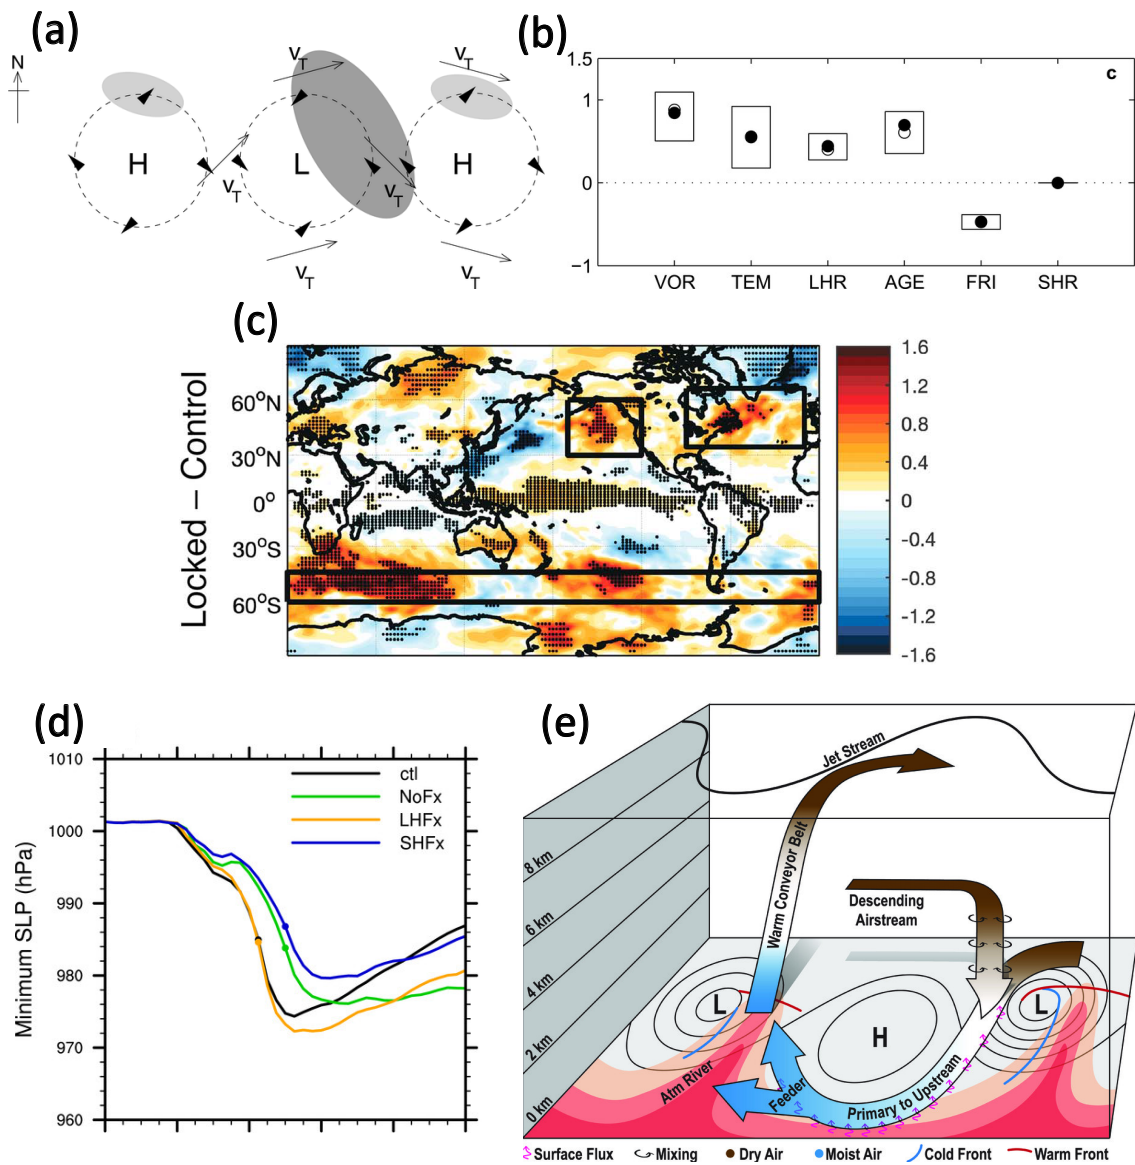 (a)
N
V_T
V_T
V_T
H
L
H
V_T
V_T
V_T
V_T
(b)
1.5
1
0
−1
c
VOR TEM LHR AGE FRI SHR
(c)
Locked – Control
60°N
30°N
0°
30°S
60°S
1.6
1.2
0.8
0.4
0
-0.4
-0.8
-1.2
-1.6
(d)
Minimum SLP (hPa)
1010
1000
990
980
970
960
ctl
NoFx
LHFx
SHFx
(e)
Jet Stream
Warm Conveyor Belt
Descending
Airstream
8 km
6 km
4 km
2 km
0 km
L
H
L
Atm River
Feeder
Primary to Upstream
Surface Flux Mixing Dry Air Moist Air Cold Front Warm Front